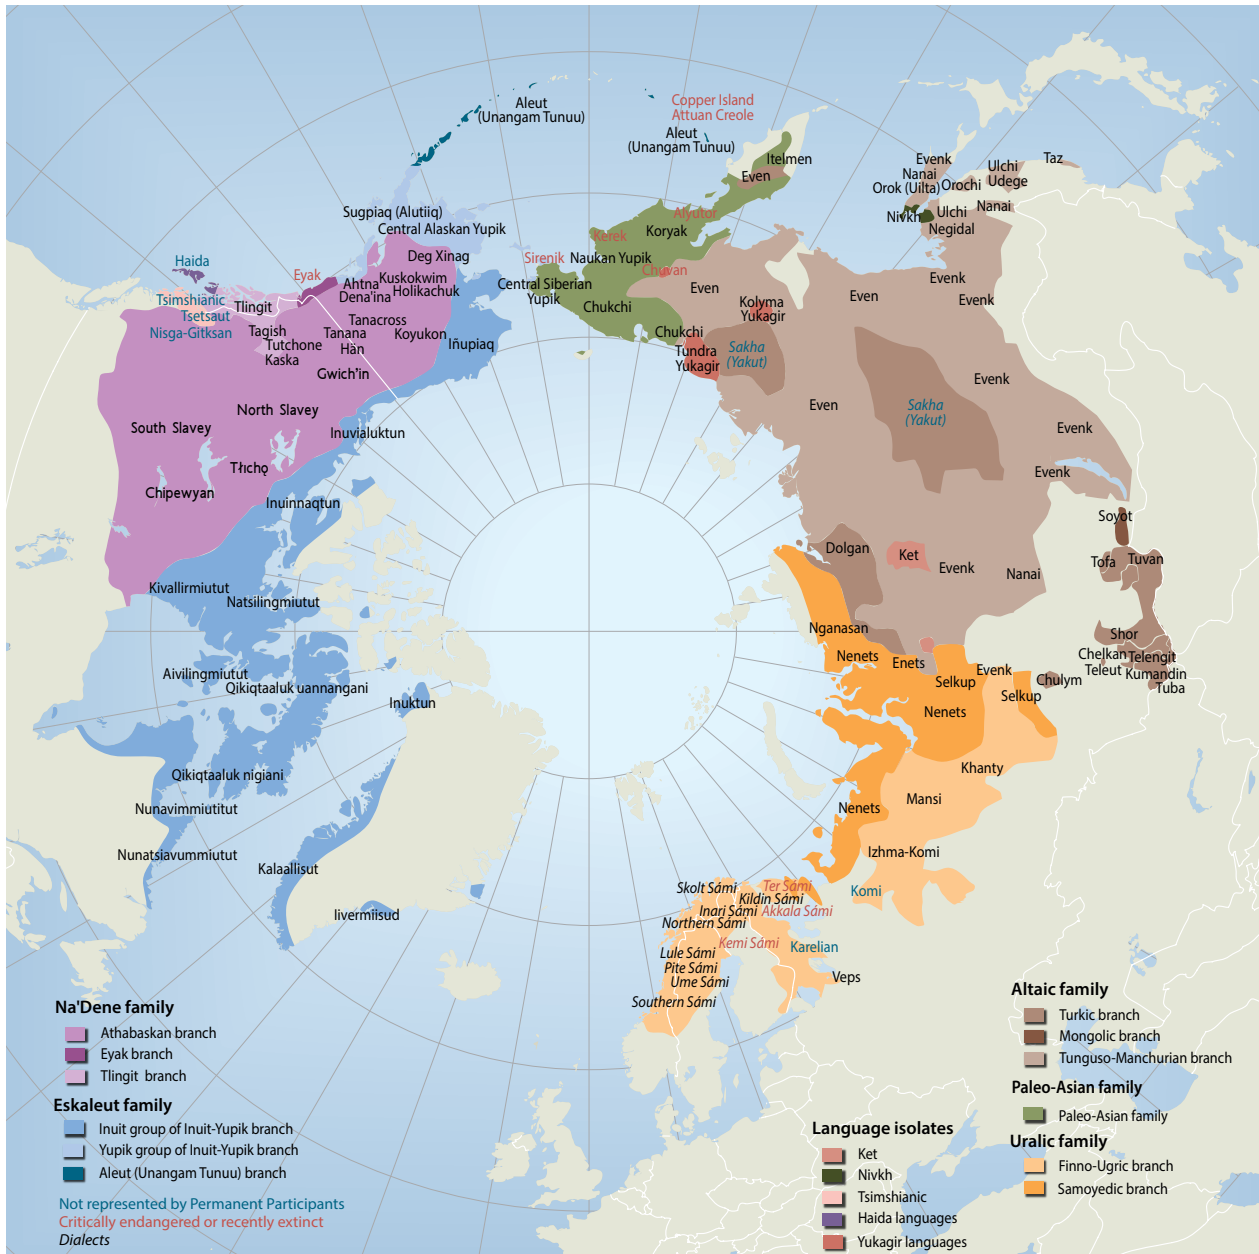 Aleut
(Unangam Tunuu)
Copper Island
Attuan Creole
Aleut
(Unangam Tunuu)
Itelmen
Even
Evenk
Nanai
Orok (Uilta)
Orochi
Ulchi
Udege
Taz
Nivkh
Ulchi
Nanai
Negidal
Sugpiaq (Alutiiq)
Central Alaskan Yupik
Alyutor
Koryak
Kerek
Sirenik
Naukan Yupik
Chuvan
Central Siberian
Yupik
Chukchi
Even
Kolyma
Yukagir
Chukchi
Tundra
Yukagir
Sakha
(Yakut)
Even
Evenk
Evenk
Haida
Eyak
Tsimshianic
Tsetsaut
Nisga-Gitksan
Tlingit
Deg Xinag
Ahtna
Kuskokwim
Dena'ina
Holikachuk
Tanacross
Tagish
Tanana
Koyukon
Tutchone
Hän
Kaska
Gwich'in
Iñupiaq
North Slavey
South Slavey
Inuvialuktun
Tłıchǫ
Chipewyan
Inuinnaqtun
Even
Sakha
(Yakut)
Evenk
Evenk
Evenk
Soyot
Tofa
Tuvan
Dolgan
Ket
Evenk
Nanai
Kivallirmiutut
Natsilingmiutut
Nganasan
Nenets
Enets
Selkup
Evenk
Selkup
Nenets
Shor
Chelkan
Telengit
Teleut
Kumandin
Tuba
Chulym
Aivilingmiutut
Qikiqtaaluk uannangani
Inuktun
Khanty
Mansi
Nenets
Izhma-Komi
Komi
Qikiqtaaluk nigiani
Nunavimmiutitut
Nunatsiavummiutut
Kalaallisut
Iivermiisud
Skolt Sámi
Ter Sámi
Kildin Sámi
Inari Sámi
Akkala Sámi
Northern Sámi
Kemi Sámi
Karelian
Lule Sámi
Pite Sámi
Ume Sámi
Veps
Southern Sámi
Na'Dene family
Athabaskan branch
Eyak branch
Tlingit branch
Eskaleut family
Inuit group of Inuit-Yupik branch
Yupik group of Inuit-Yupik branch
Aleut (Unangam Tunuu) branch
Not represented by Permanent Participants
Critically endangered or recently extinct
Dialects
Language isolates
Ket
Nivkh
Tsimshianic
Haida languages
Yukagir languages
Altaic family
Turkic branch
Mongolic branch
Tunguso-Manchurian branch
Paleo-Asian family
Paleo-Asian family
Uralic family
Finno-Ugric branch
Samoyedic branch